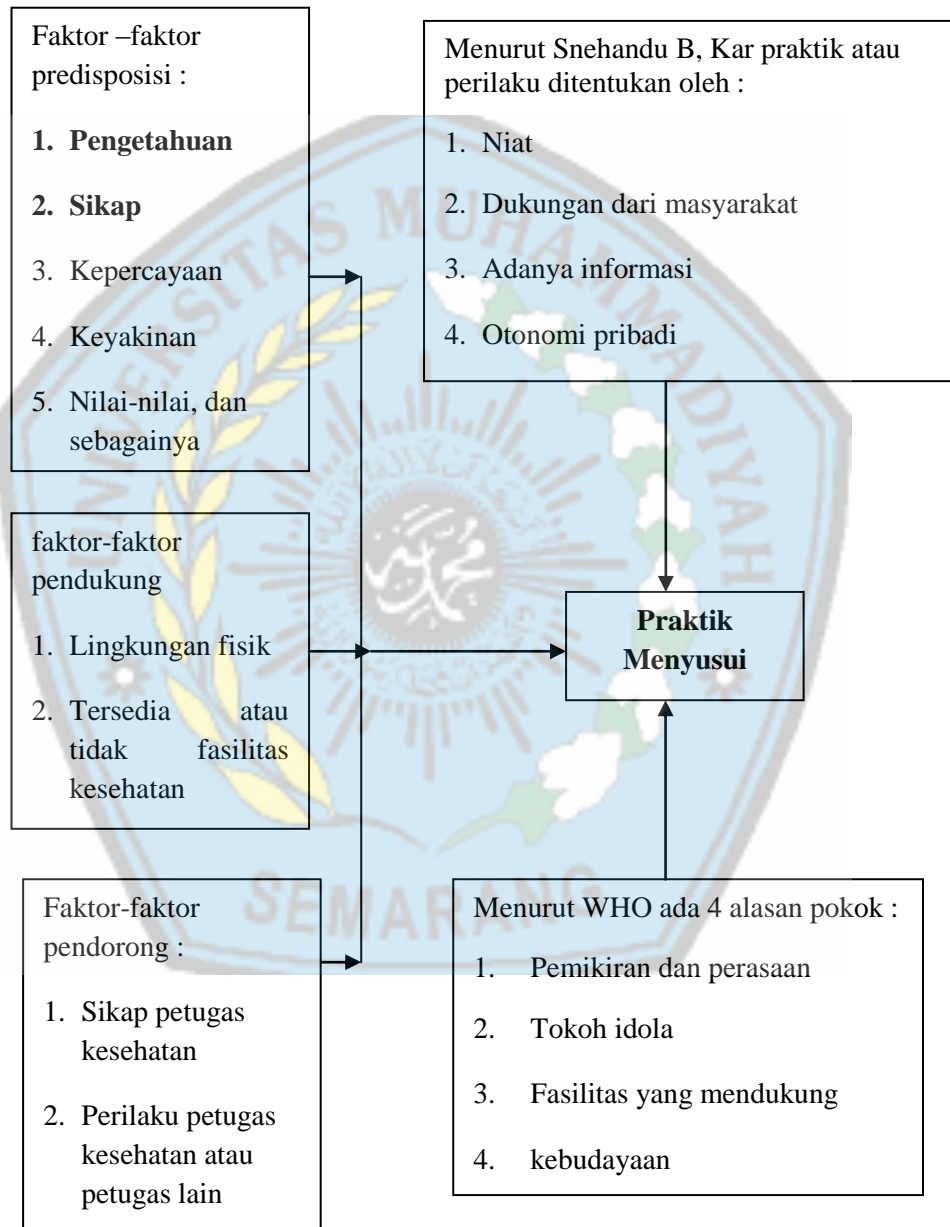 Faktor –faktor
predisposisi :
1. Pengetahuan
2. Sikap
3. Kepercayaan
4. Keyakinan
5. Nilai-nilai, dan
sebagainya
Menurut Snehandu B, Kar praktik atau
perilaku ditentukan oleh :
1. Niat
2. Dukungan dari masyarakat
3. Adanya informasi
4. Otonomi pribadi
faktor-faktor
pendukung
1. Lingkungan fisik
2. Tersedia atau
tidak fasilitas
kesehatan
Praktik
Menyusui
Faktor-faktor
pendorong :
1. Sikap petugas
kesehatan
2. Perilaku petugas
kesehatan atau
petugas lain
Menurut WHO ada 4 alasan pokok :
1. Pemikiran dan perasaan
2. Tokoh idola
3. Fasilitas yang mendukung
4. kebudayaan
UNIVERSITAS MUHAMMADIYAH
SEMARANG